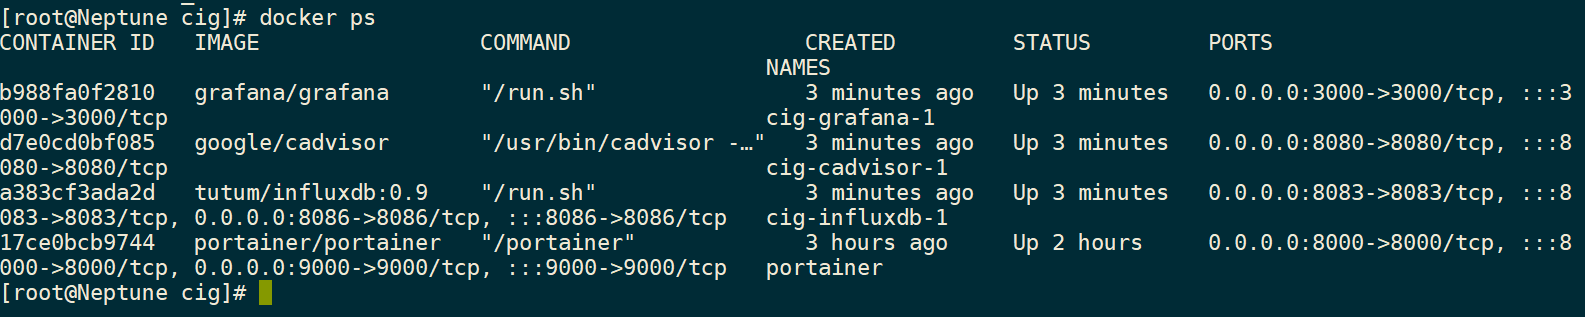 [root@Neptune cig]# docker ps
CONTAINER ID   IMAGE                 COMMAND                  CREATED         STATUS         PORTS
                                                           NAMES
b988fa0f2810   grafana/grafana       "/run.sh"                3 minutes ago   Up 3 minutes   0.0.0.0:3000->3000/tcp, :::3
000->3000/tcp                                              cig-grafana-1
d7e0cd0bf085   google/cadvisor       "/usr/bin/cadvisor -…"   3 minutes ago   Up 3 minutes   0.0.0.0:8080->8080/tcp, :::8
080->8080/tcp                                              cig-cadvisor-1
a383cf3ada2d   tutum/influxdb:0.9    "/run.sh"                3 minutes ago   Up 3 minutes   0.0.0.0:8083->8083/tcp, :::8
083->8083/tcp, 0.0.0.0:8086->8086/tcp, :::8086->8086/tcp   cig-influxdb-1
17ce0bcb9744   portainer/portainer   "/portainer"             3 hours ago     Up 2 hours     0.0.0.0:8000->8000/tcp, :::8
000->8000/tcp, 0.0.0.0:9000->9000/tcp, :::9000->9000/tcp   portainer
[root@Neptune cig]#